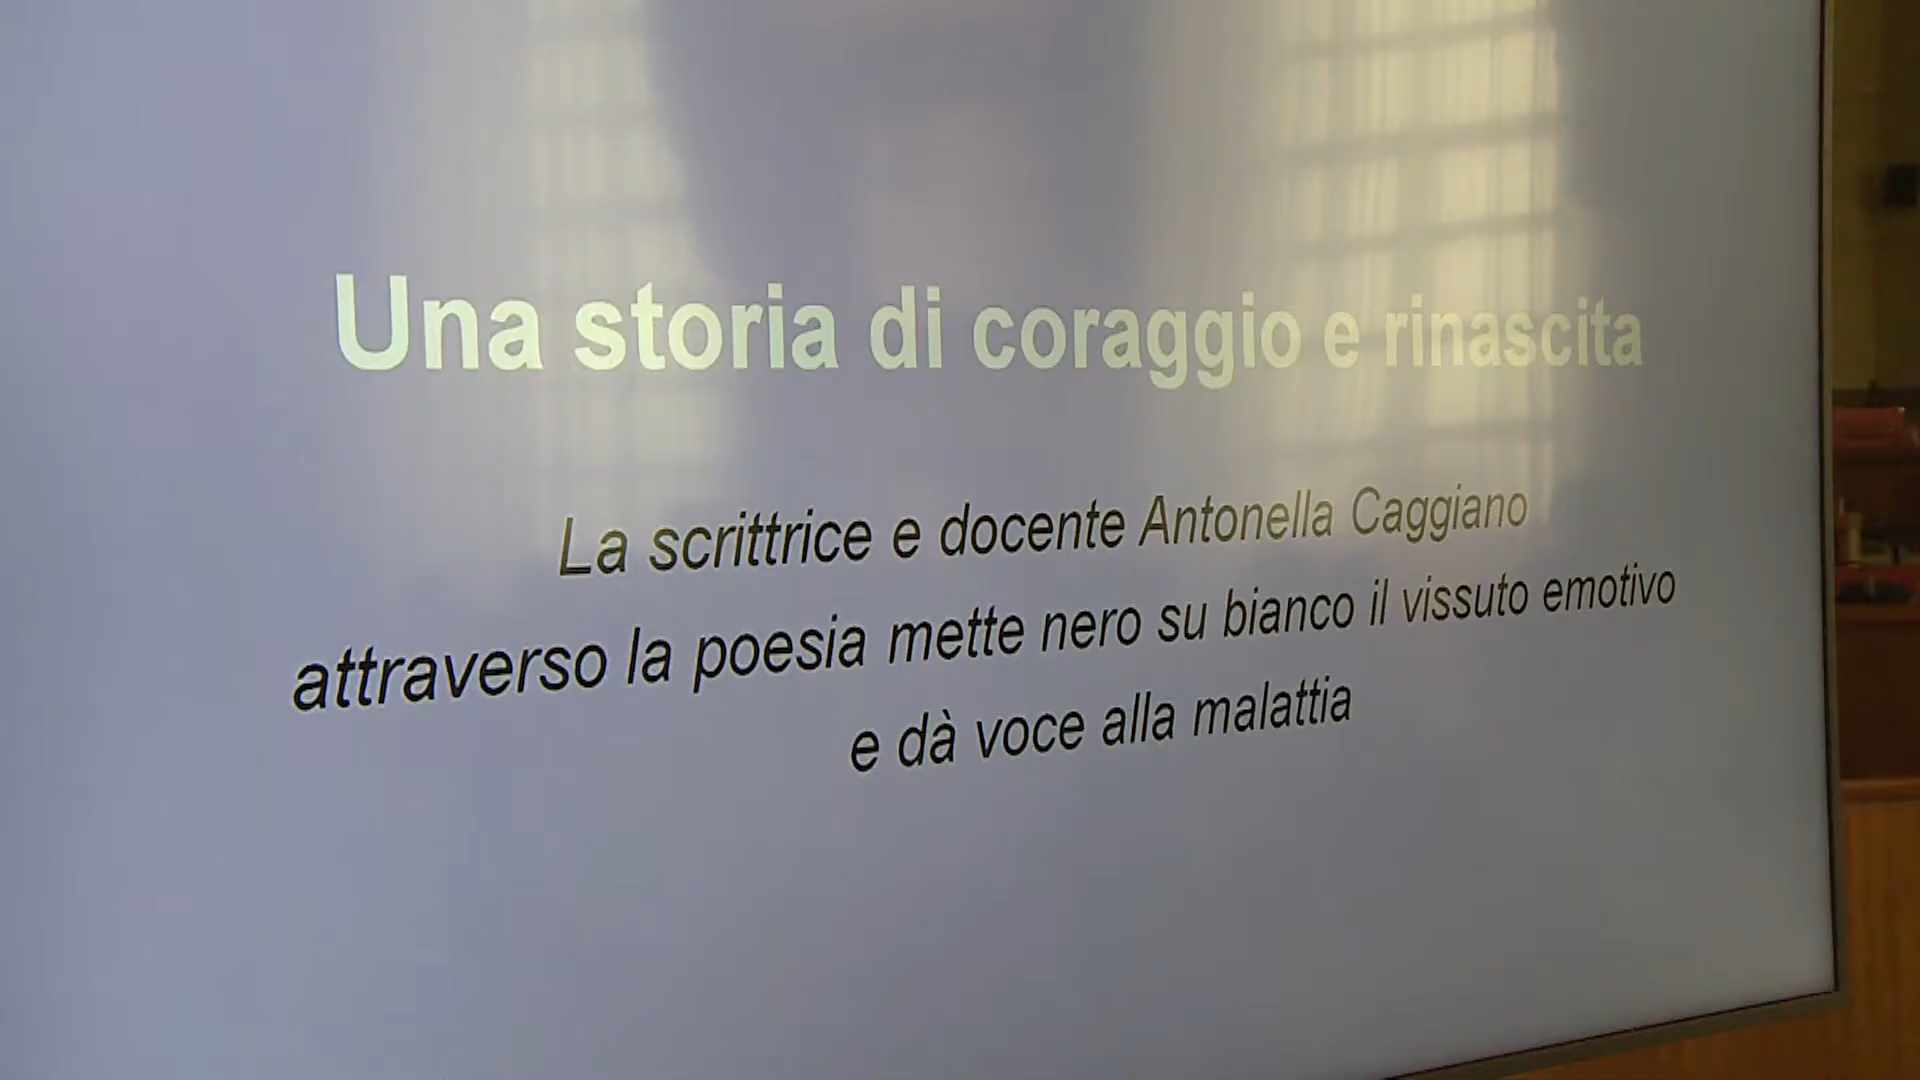 Una storia di coraggio e rinascita
La scrittrice e docente Antonella Caggiano
attraverso la poesia mette nero su bianco il vissuto emotivo
e dà voce alla malattia